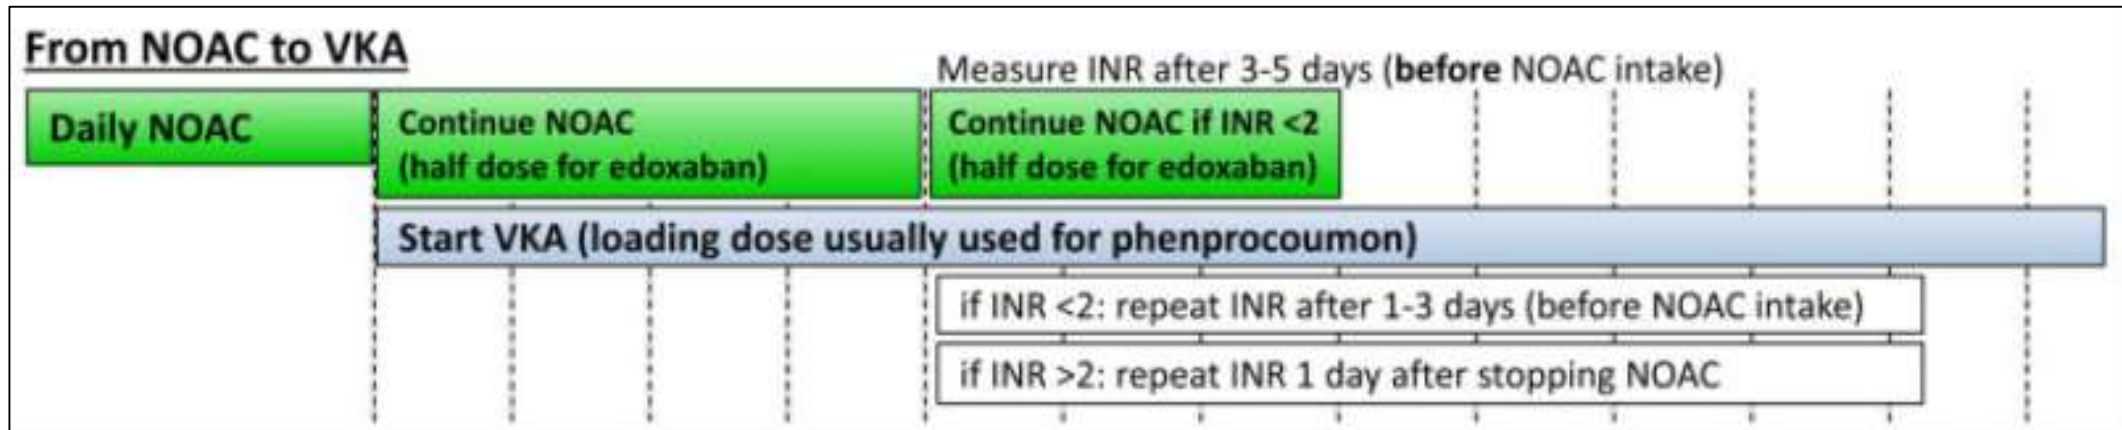 From NOAC to VKA
Measure INR after 3-5 days (before NOAC intake)
Daily NOAC
Continue NOAC
(half dose for edoxaban)
Continue NOAC if INR <2
(half dose for edoxaban)
Start VKA (loading dose usually used for phenprocoumon)
if INR <2: repeat INR after 1-3 days (before NOAC intake)
if INR >2: repeat INR 1 day after stopping NOAC